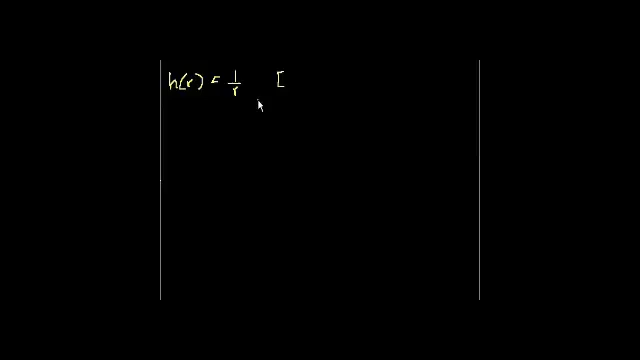 h(x) = 1/x [